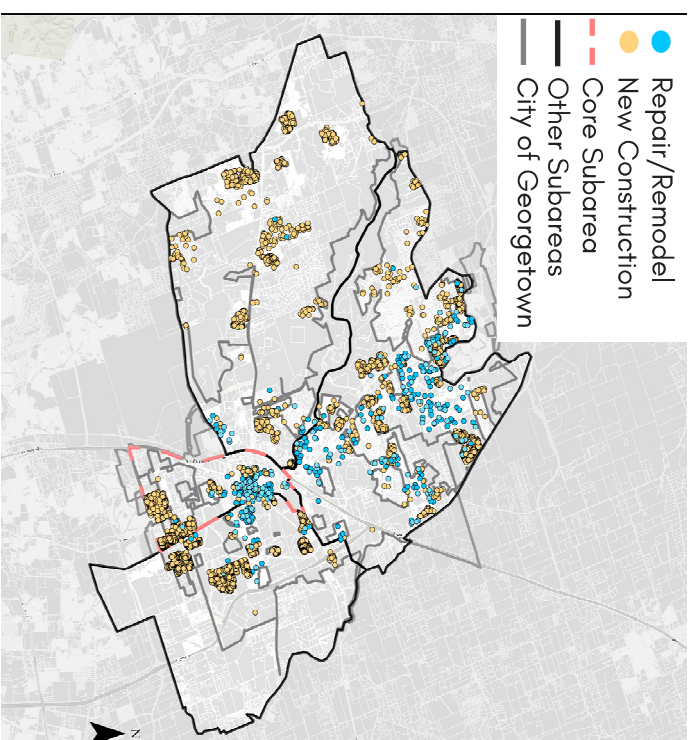 Repair/Remodel
New Construction
Core Subarea
Other Subareas
City of Georgetown
N